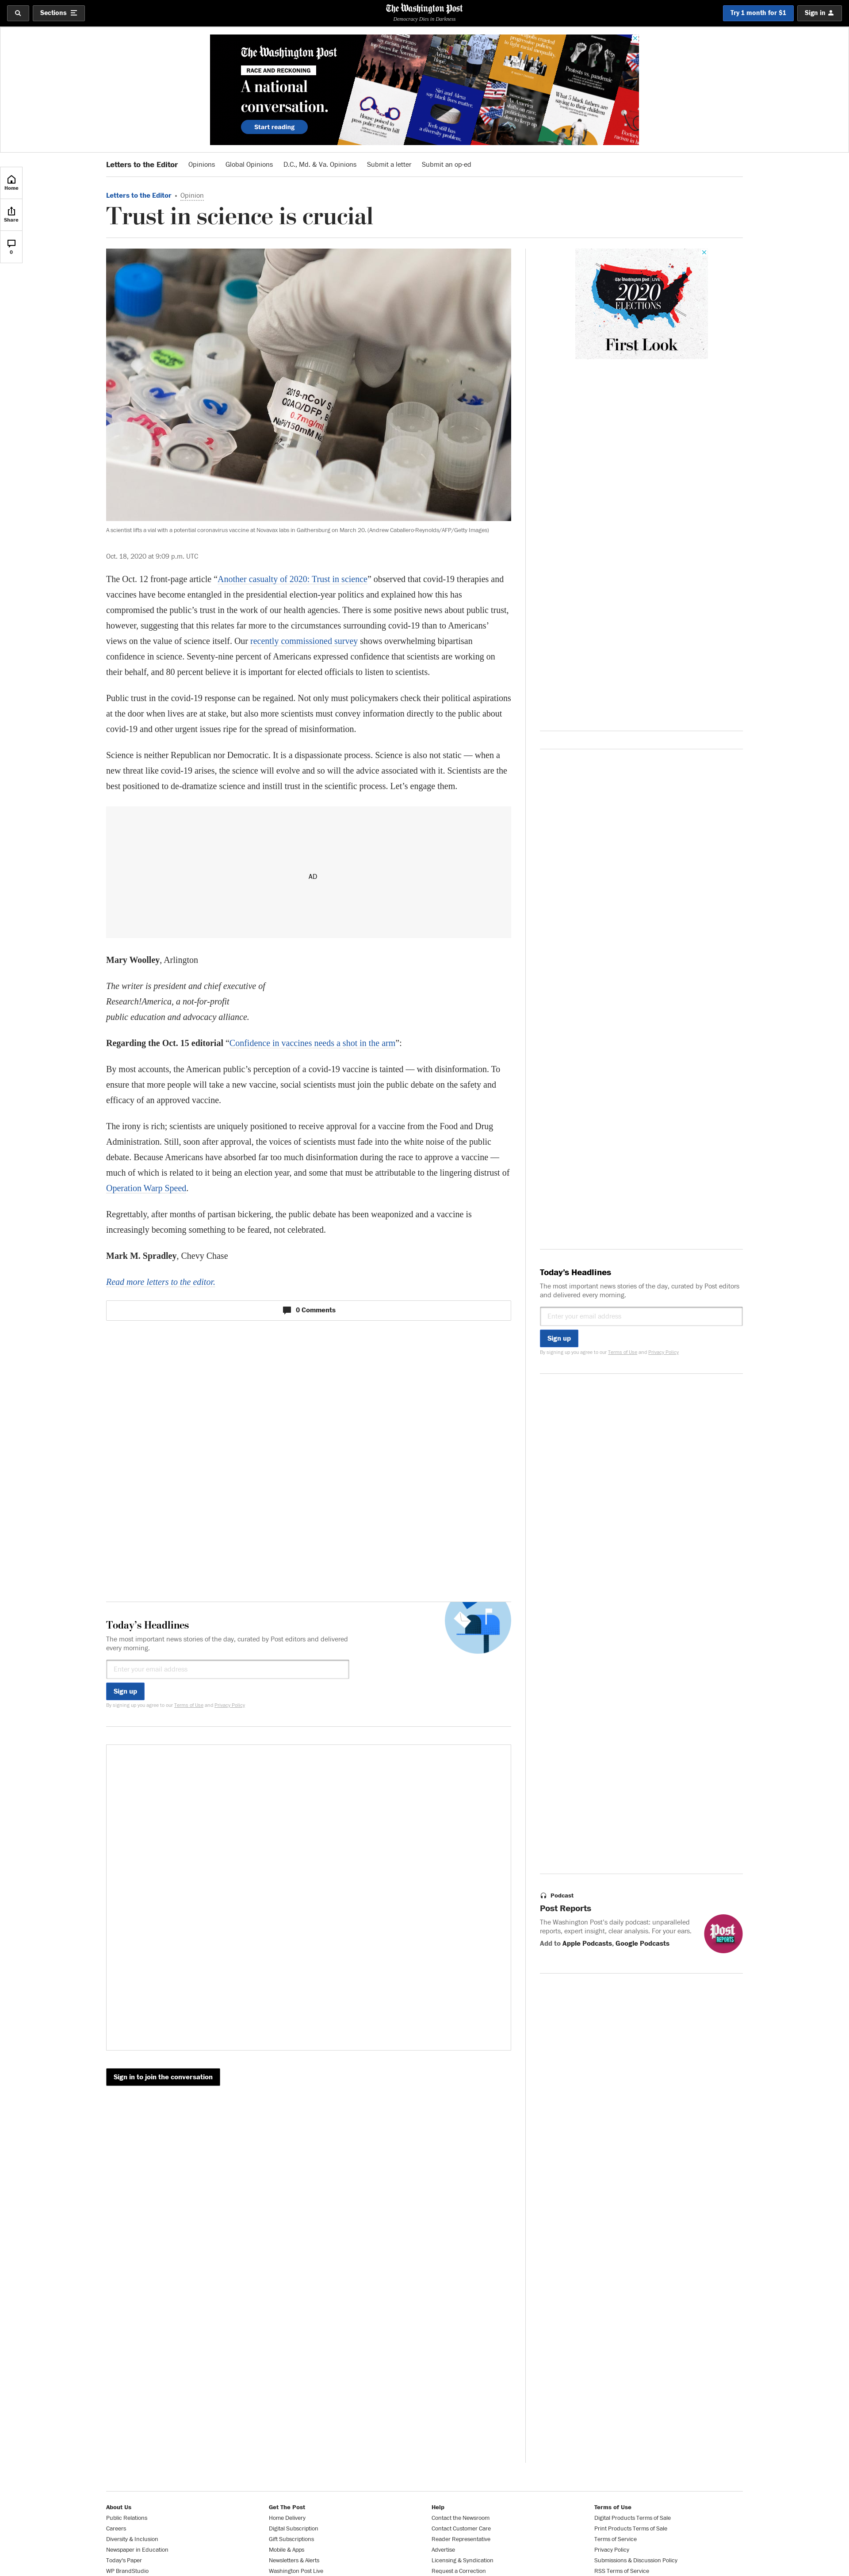 Sections
The Washington Post
Democracy Dies in Darkness
Try 1 month for $1
Sign in
The Washington Post
RACE AND RECKONING
A national
conversation.
Start reading
Letters to the Editor
Opinions
Global Opinions
D.C., Md. & Va. Opinions
Submit a letter
Submit an op-ed
Home
Share
0
Letters to the Editor • Opinion
Trust in science is crucial
2019-nCoV S
0.7mg/ml
The Washington Post LIVE
2020
ELECTIONS
First Look
A scientist lifts a vial with a potential coronavirus vaccine at Novavax labs in Gaithersburg on March 20. (Andrew Caballero-Reynolds/AFP/Getty Images)
Oct. 18, 2020 at 9:09 p.m. UTC
The Oct. 12 front-page article “Another casualty of 2020: Trust in science” observed that covid-19 therapies and
vaccines have become entangled in the presidential election-year politics and explained how this has
compromised the public’s trust in the work of our health agencies. There is some positive news about public trust,
however, suggesting that this relates far more to the circumstances surrounding covid-19 than to Americans’
views on the value of science itself. Our recently commissioned survey shows overwhelming bipartisan
confidence in science. Seventy-nine percent of Americans expressed confidence that scientists are working on
their behalf, and 80 percent believe it is important for elected officials to listen to scientists.
Public trust in the covid-19 response can be regained. Not only must policymakers check their political aspirations
at the door when lives are at stake, but also more scientists must convey information directly to the public about
covid-19 and other urgent issues ripe for the spread of misinformation.
Science is neither Republican nor Democratic. It is a dispassionate process. Science is also not static — when a
new threat like covid-19 arises, the science will evolve and so will the advice associated with it. Scientists are the
best positioned to de-dramatize science and instill trust in the scientific process. Let’s engage them.
AD
Mary Woolley, Arlington
The writer is president and chief executive of
Research!America, a not-for-profit
public education and advocacy alliance.
Regarding the Oct. 15 editorial “Confidence in vaccines needs a shot in the arm”:
By most accounts, the American public’s perception of a covid-19 vaccine is tainted — with disinformation. To
ensure that more people will take a new vaccine, social scientists must join the public debate on the safety and
efficacy of an approved vaccine.
The irony is rich; scientists are uniquely positioned to receive approval for a vaccine from the Food and Drug
Administration. Still, soon after approval, the voices of scientists must fade into the white noise of the public
debate. Because Americans have absorbed far too much disinformation during the race to approve a vaccine —
much of which is related to it being an election year, and some that must be attributable to the lingering distrust of
Operation Warp Speed.
Regrettably, after months of partisan bickering, the public debate has been weaponized and a vaccine is
increasingly becoming something to be feared, not celebrated.
Mark M. Spradley, Chevy Chase
Read more letters to the editor.
0 Comments
Today’s Headlines
The most important news stories of the day, curated by Post editors
and delivered every morning.
Enter your email address
Sign up
By signing up you agree to our Terms of Use and Privacy Policy
Today’s Headlines
The most important news stories of the day, curated by Post editors and delivered
every morning.
Enter your email address
Sign up
By signing up you agree to our Terms of Use and Privacy Policy
Podcast
Post Reports
The Washington Post’s daily podcast: unparalleled
reports, expert insight, clear analysis. For your ears.
Add to Apple Podcasts, Google Podcasts
Post
REPORTS
Sign in to join the conversation
About Us
Public Relations
Careers
Diversity & Inclusion
Newspaper in Education
Today's Paper
WP BrandStudio
Get The Post
Home Delivery
Digital Subscription
Gift Subscriptions
Mobile & Apps
Newsletters & Alerts
Washington Post Live
Help
Contact the Newsroom
Contact Customer Care
Reader Representative
Advertise
Licensing & Syndication
Request a Correction
Terms of Use
Digital Products Terms of Sale
Print Products Terms of Sale
Terms of Service
Privacy Policy
Submissions & Discussion Policy
RSS Terms of Service